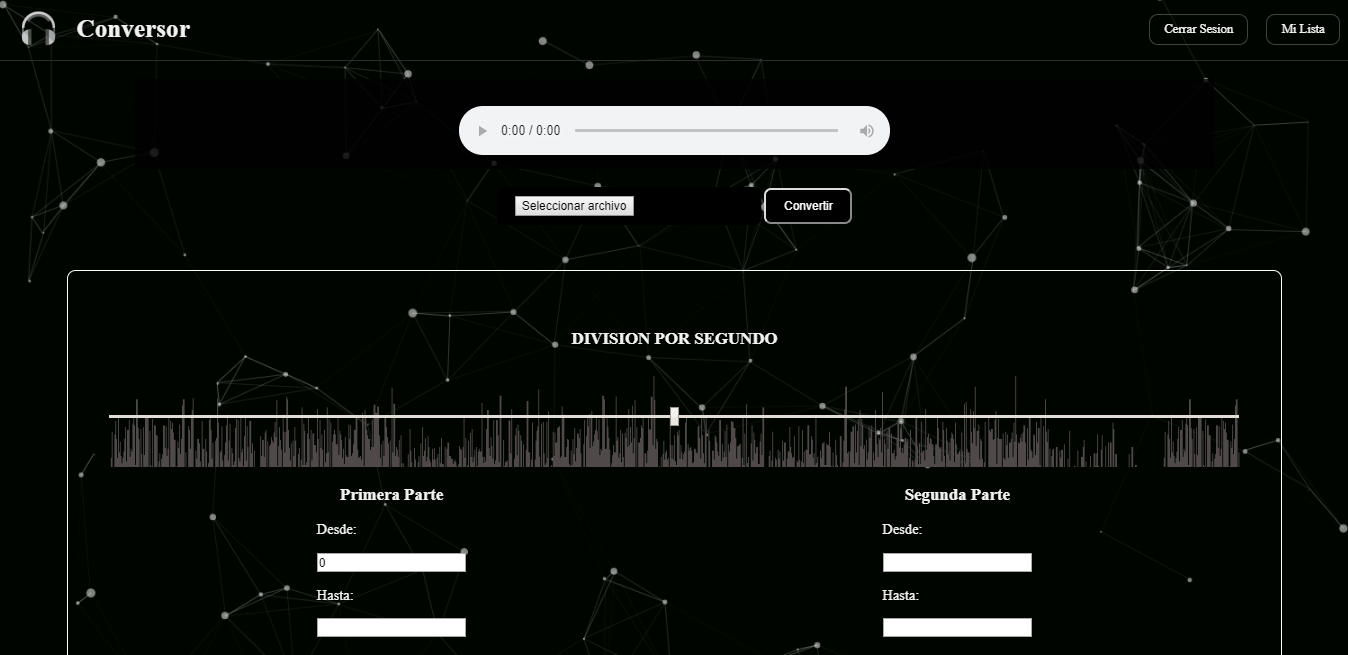 Conversor
Cerrar Sesion
Mi Lista
0:00 / 0:00
Seleccionar archivo
Convertir
DIVISION POR SEGUNDO
Primera Parte
Segunda Parte
Desde:
Desde:
0
Hasta:
Hasta: